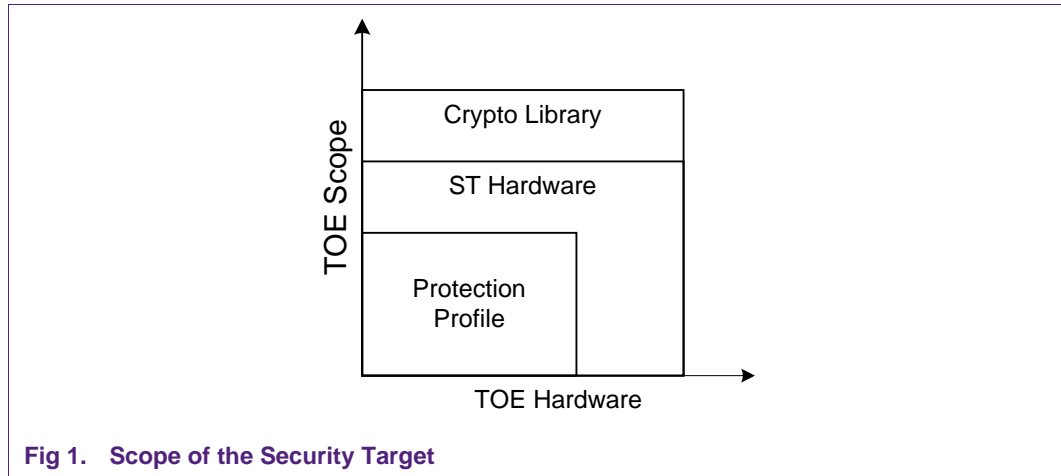 TOE Scope
Crypto Library
ST Hardware
Protection
Profile
TOE Hardware
Fig 1. Scope of the Security Target